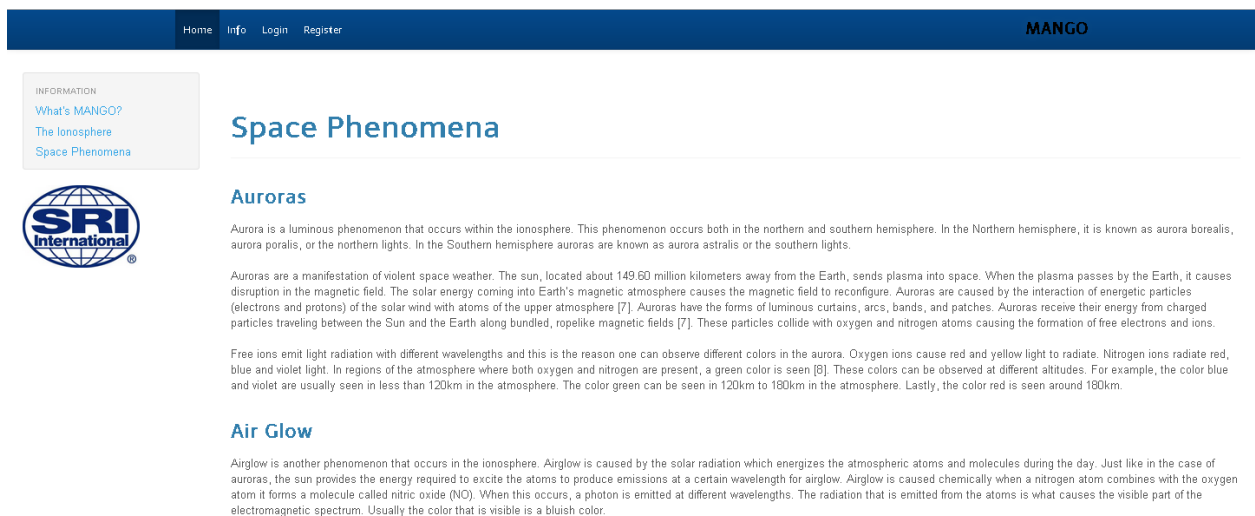 Home Info Login Register MANGO
INFORMATION
What's MANGO?
The Ionosphere
Space Phenomena
SRI
International
®
Space Phenomena
Auroras
Aurora is a luminous phenomenon that occurs within the ionosphere. This phenomenon occurs both in the northern and southern hemisphere. In the Northern hemisphere, it is known as aurora borealis,
aurora poralis, or the northern lights. In the Southern hemisphere auroras are known as aurora astralis or the southern lights.
Auroras are a manifestation of violent space weather. The sun, located about 149.60 million kilometers away from the Earth, sends plasma into space. When the plasma passes by the Earth, it causes
disruption in the magnetic field. The solar energy coming into Earth's magnetic atmosphere causes the magnetic field to reconfigure. Auroras are caused by the interaction of energetic particles
(electrons and protons) of the solar wind with atoms of the upper atmosphere [7]. Auroras have the forms of luminous curtains, arcs, bands, and patches. Auroras receive their energy from charged
particles traveling between the Sun and the Earth along bundled, ropelike magnetic fields [7]. These particles collide with oxygen and nitrogen atoms causing the formation of free electrons and ions.
Free ions emit light radiation with different wavelengths and this is the reason one can observe different colors in the aurora. Oxygen ions cause red and yellow light to radiate. Nitrogen ions radiate red,
blue and violet light. In regions of the atmosphere where both oxygen and nitrogen are present, a green color is seen [8]. These colors can be observed at different altitudes. For example, the color blue
and violet are usually seen in less than 120km in the atmosphere. The color green can be seen in 120km to 180km in the atmosphere. Lastly, the color red is seen around 180km.
Air Glow
Airglow is another phenomenon that occurs in the ionosphere. Airglow is caused by the solar radiation which energizes the atmospheric atoms and molecules during the day. Just like in the case of
auroras, the sun provides the energy required to excite the atoms to produce emissions at a certain wavelength for airglow. Airglow is caused chemically when a nitrogen atom combines with the oxygen
atom it forms a molecule called nitric oxide (NO). When this occurs, a photon is emitted at different wavelengths. The radiation that is emitted from the atoms is what causes the visible part of the
electromagnetic spectrum. Usually the color that is visible is a bluish color.